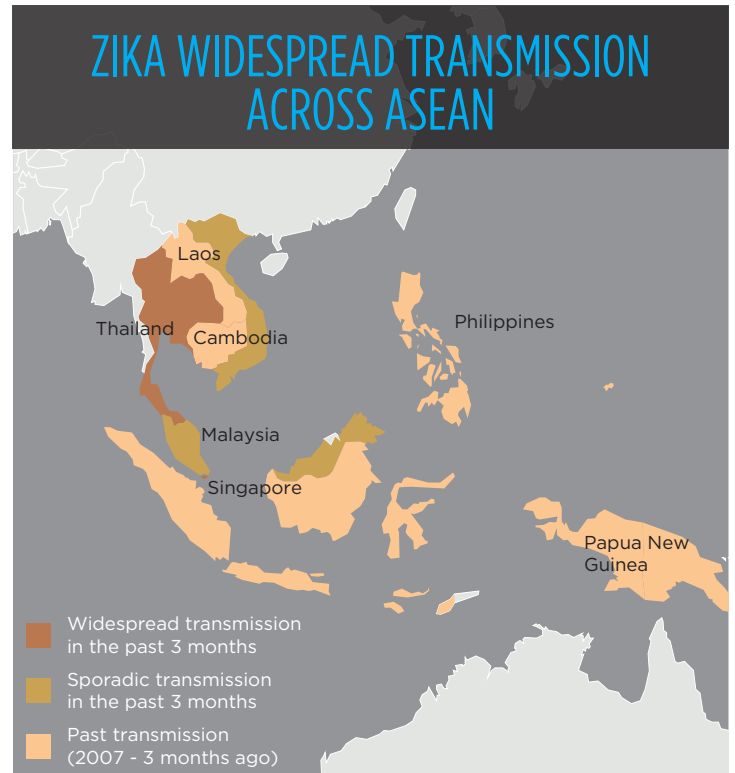 ZIKA WIDESPREAD TRANSMISSION
ACROSS ASEAN
Laos
Thailand
Cambodia
Philippines
Malaysia
Singapore
Papua New
Guinea
Widespread transmission
in the past 3 months
Sporadic transmission
in the past 3 months
Past transmission
(2007 - 3 months ago)